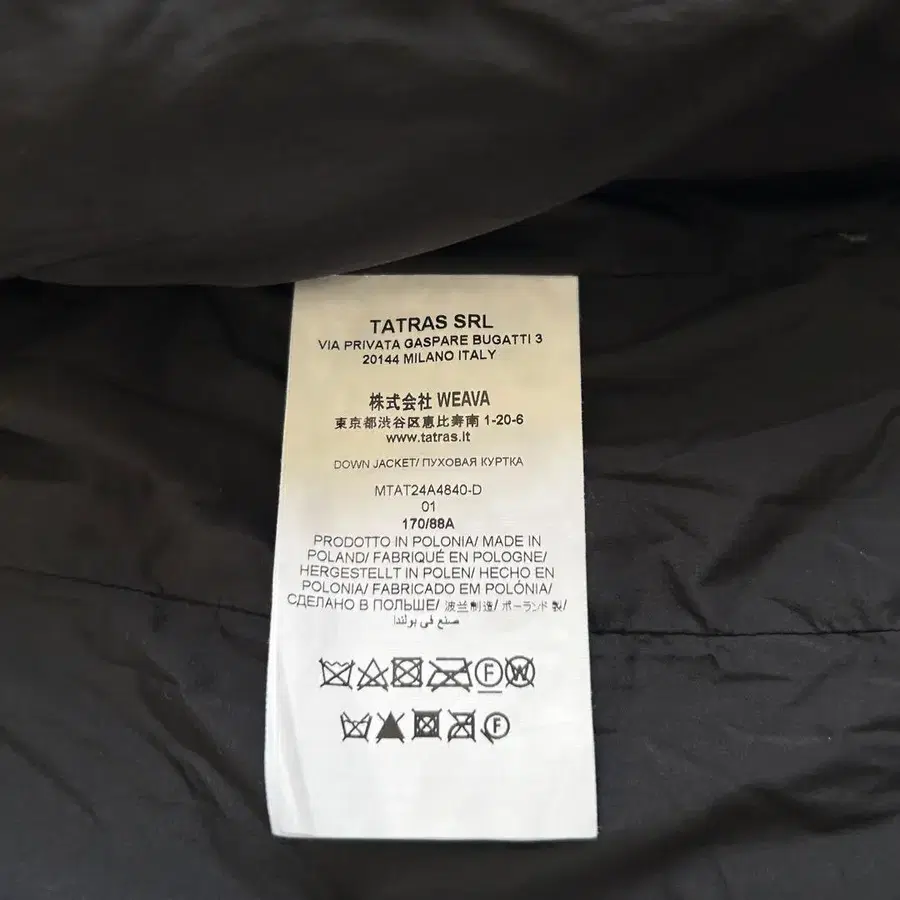 TATRAS SRL
VIA PRIVATA GASPARE BUGATTI 3
20144 MILANO ITALY
株式会社 WEAVA
東京都渋谷区恵比寿南 1-20-6
www.tatras.it
DOWN JACKET/ ПУХОВАЯ КУРТКА
MTAT24A4840-D
01
170/88A
PRODOTTO IN POLONIA/ MADE IN
POLAND/ FABRIQUÉ EN POLOGNE/
HERGESTELLT IN POLEN/ HECHO EN
POLONIA/ FABRICADO EM POLÓNIA/
СДЕЛАНО В ПОЛЬШЕ/ 波兰制造/ ポーランド製/
صنع في بولندا
F W
F